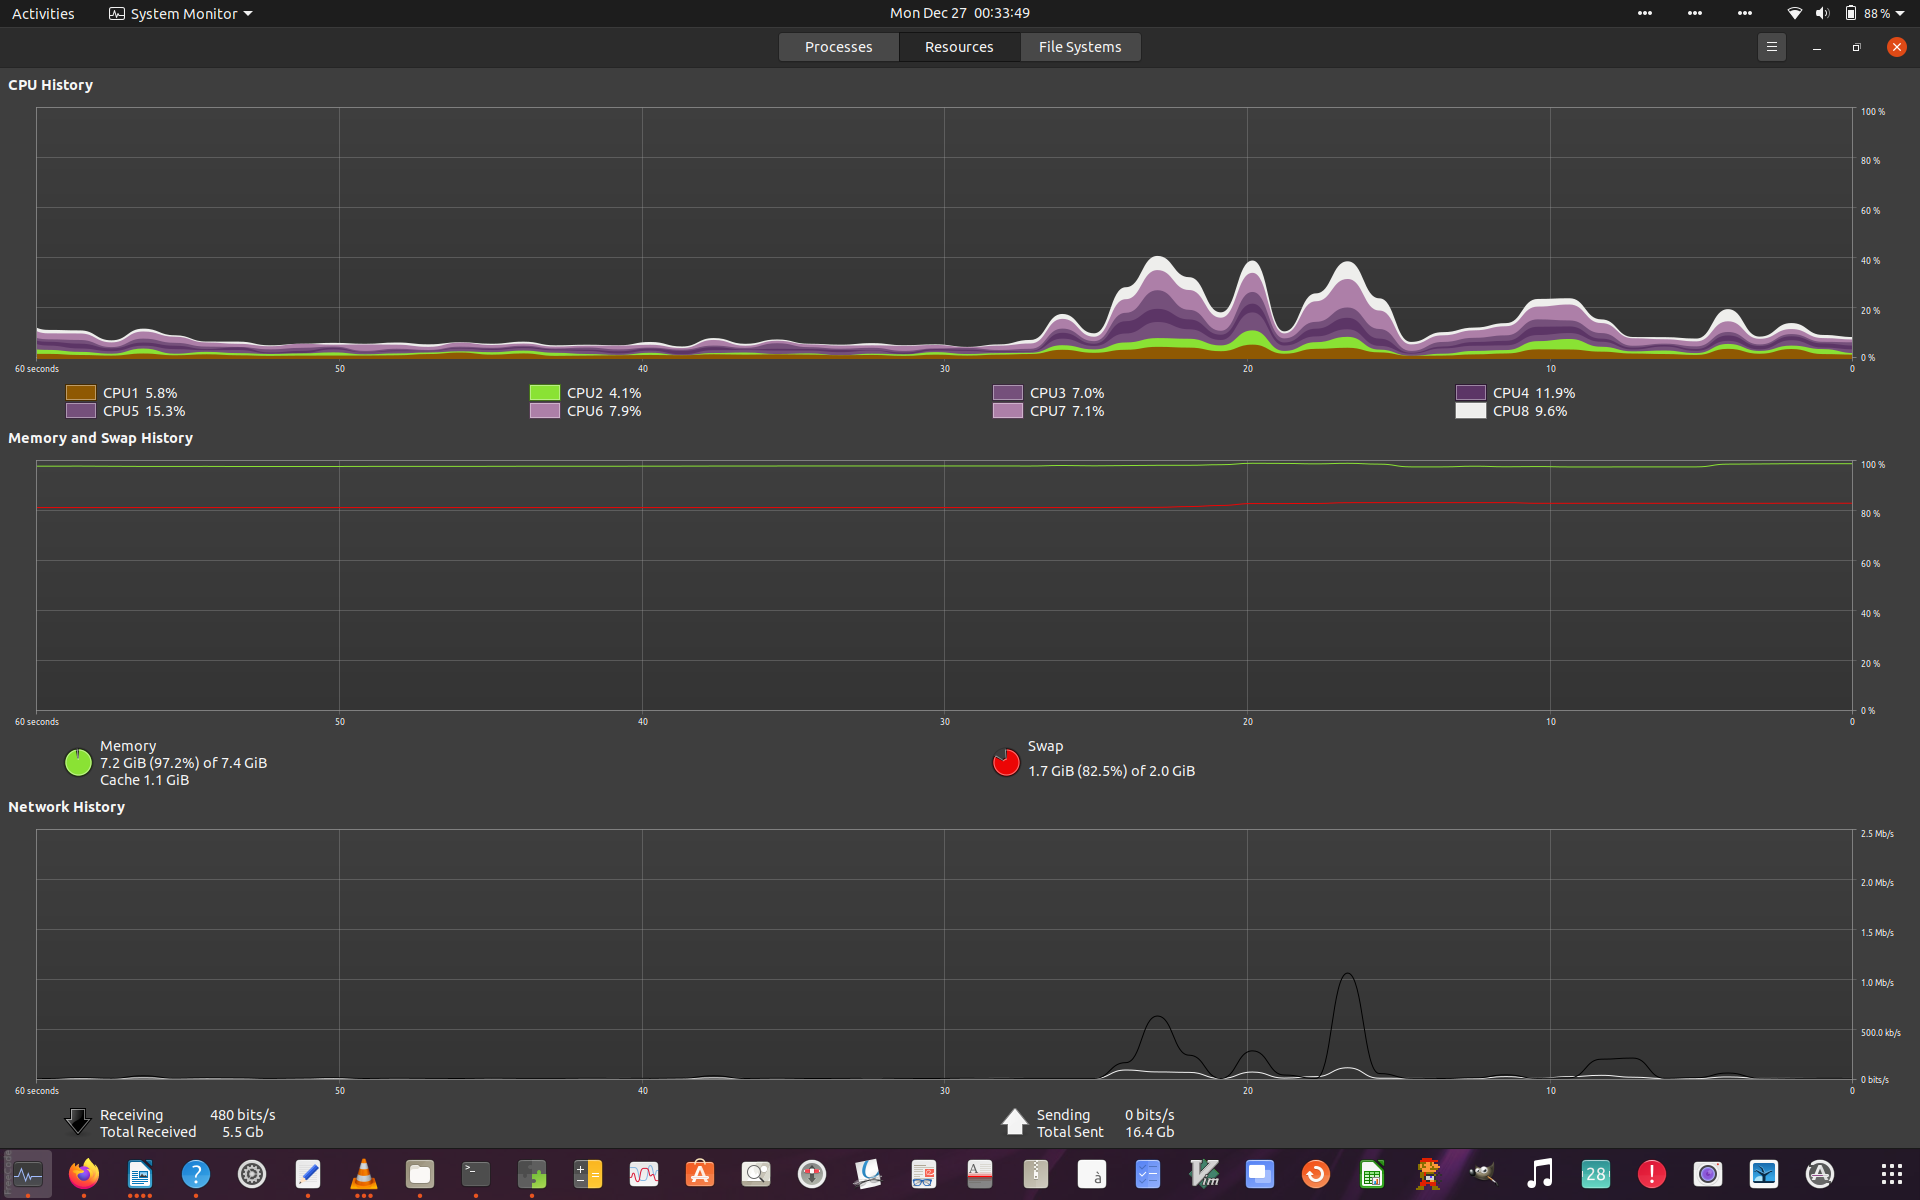 Activities System Monitor Mon Dec 27 00:33:49 88 %
Processes Resources File Systems
CPU History
100 %
80 %
60 %
40 %
20 %
0 %
60 seconds 50 40 30 20 10 0
CPU1 5.8% CPU2 4.1% CPU3 7.0% CPU4 11.9%
CPU5 15.3% CPU6 7.9% CPU7 7.1% CPU8 9.6%
Memory and Swap History
100 %
80 %
60 %
40 %
20 %
0 %
60 seconds 50 40 30 20 10 0
Memory
7.2 GiB (97.2%) of 7.4 GiB
Cache 1.1 GiB
Swap
1.7 GiB (82.5%) of 2.0 GiB
Network History
2.5 Mb/s
2.0 Mb/s
1.5 Mb/s
1.0 Mb/s
500.0 kb/s
0 bits/s
60 seconds 50 40 30 20 10 0
Receiving 480 bits/s Sending 0 bits/s
Total Received 5.5 Gb Total Sent 16.4 Gb
? >_ A à Vim 28 !